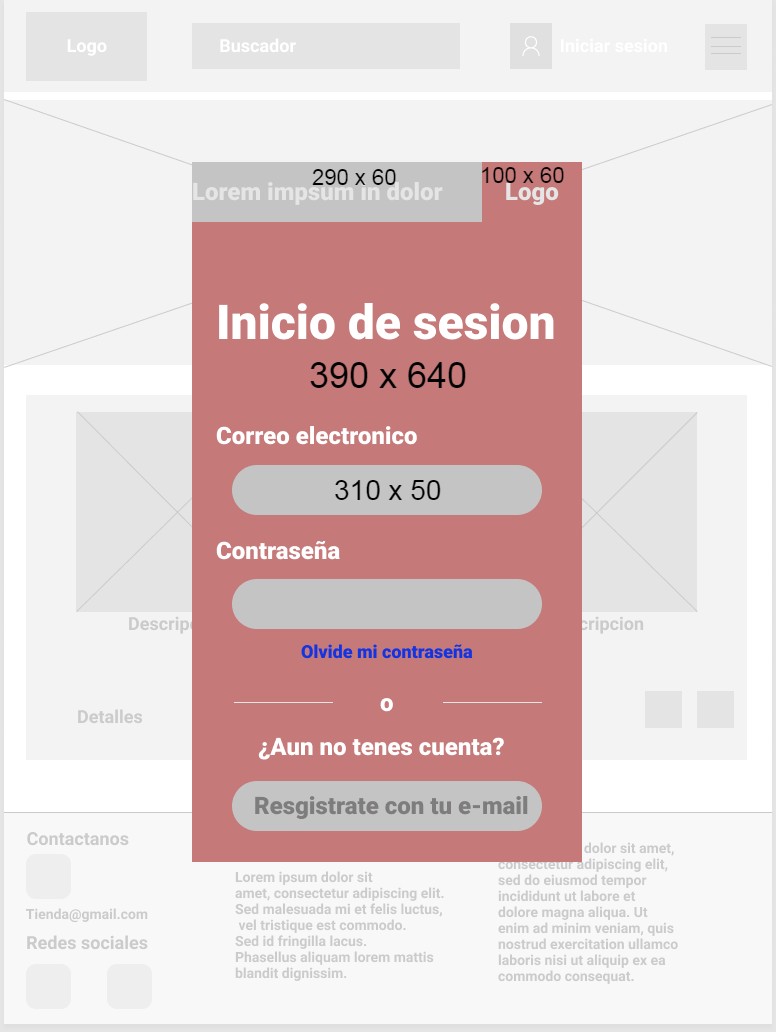 Logo
Buscador
Iniciar sesion
290 x 60
100 x 60
Lorem impsum in dolor
Logo
Inicio de sesion
390 x 640
Correo electronico
310 x 50
Contraseña
Descrip
cripcion
Olvide mi contraseña
o
Detalles
¿Aun no tenes cuenta?
Resgistrate con tu e-mail
Contactanos
Tienda@gmail.com
Redes sociales
Lorem ipsum dolor sit
amet, consectetur adipiscing elit.
Sed malesuada mi et felis luctus,
vel tristique est commodo.
Sed id fringilla lacus.
Phasellus aliquam lorem mattis
blandit dignissim.
dolor sit amet,
consectetur adipiscing elit,
sed do eiusmod tempor
incididunt ut labore et
dolore magna aliqua. Ut
enim ad minim veniam, quis
nostrud exercitation ullamco
laboris nisi ut aliquip ex ea
commodo consequat.